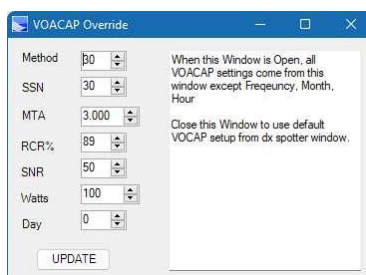 VOACAP Override
Method 30
SSN 30
MTA 3.000
RCR% 89
SNR 50
Watts 100
Day 0
UPDATE
When this Window is Open, all
VOACAP settings come from this
window except Freqeuncy, Month,
Hour
Close this Window to use default
VOCAP setup from dx spotter window.